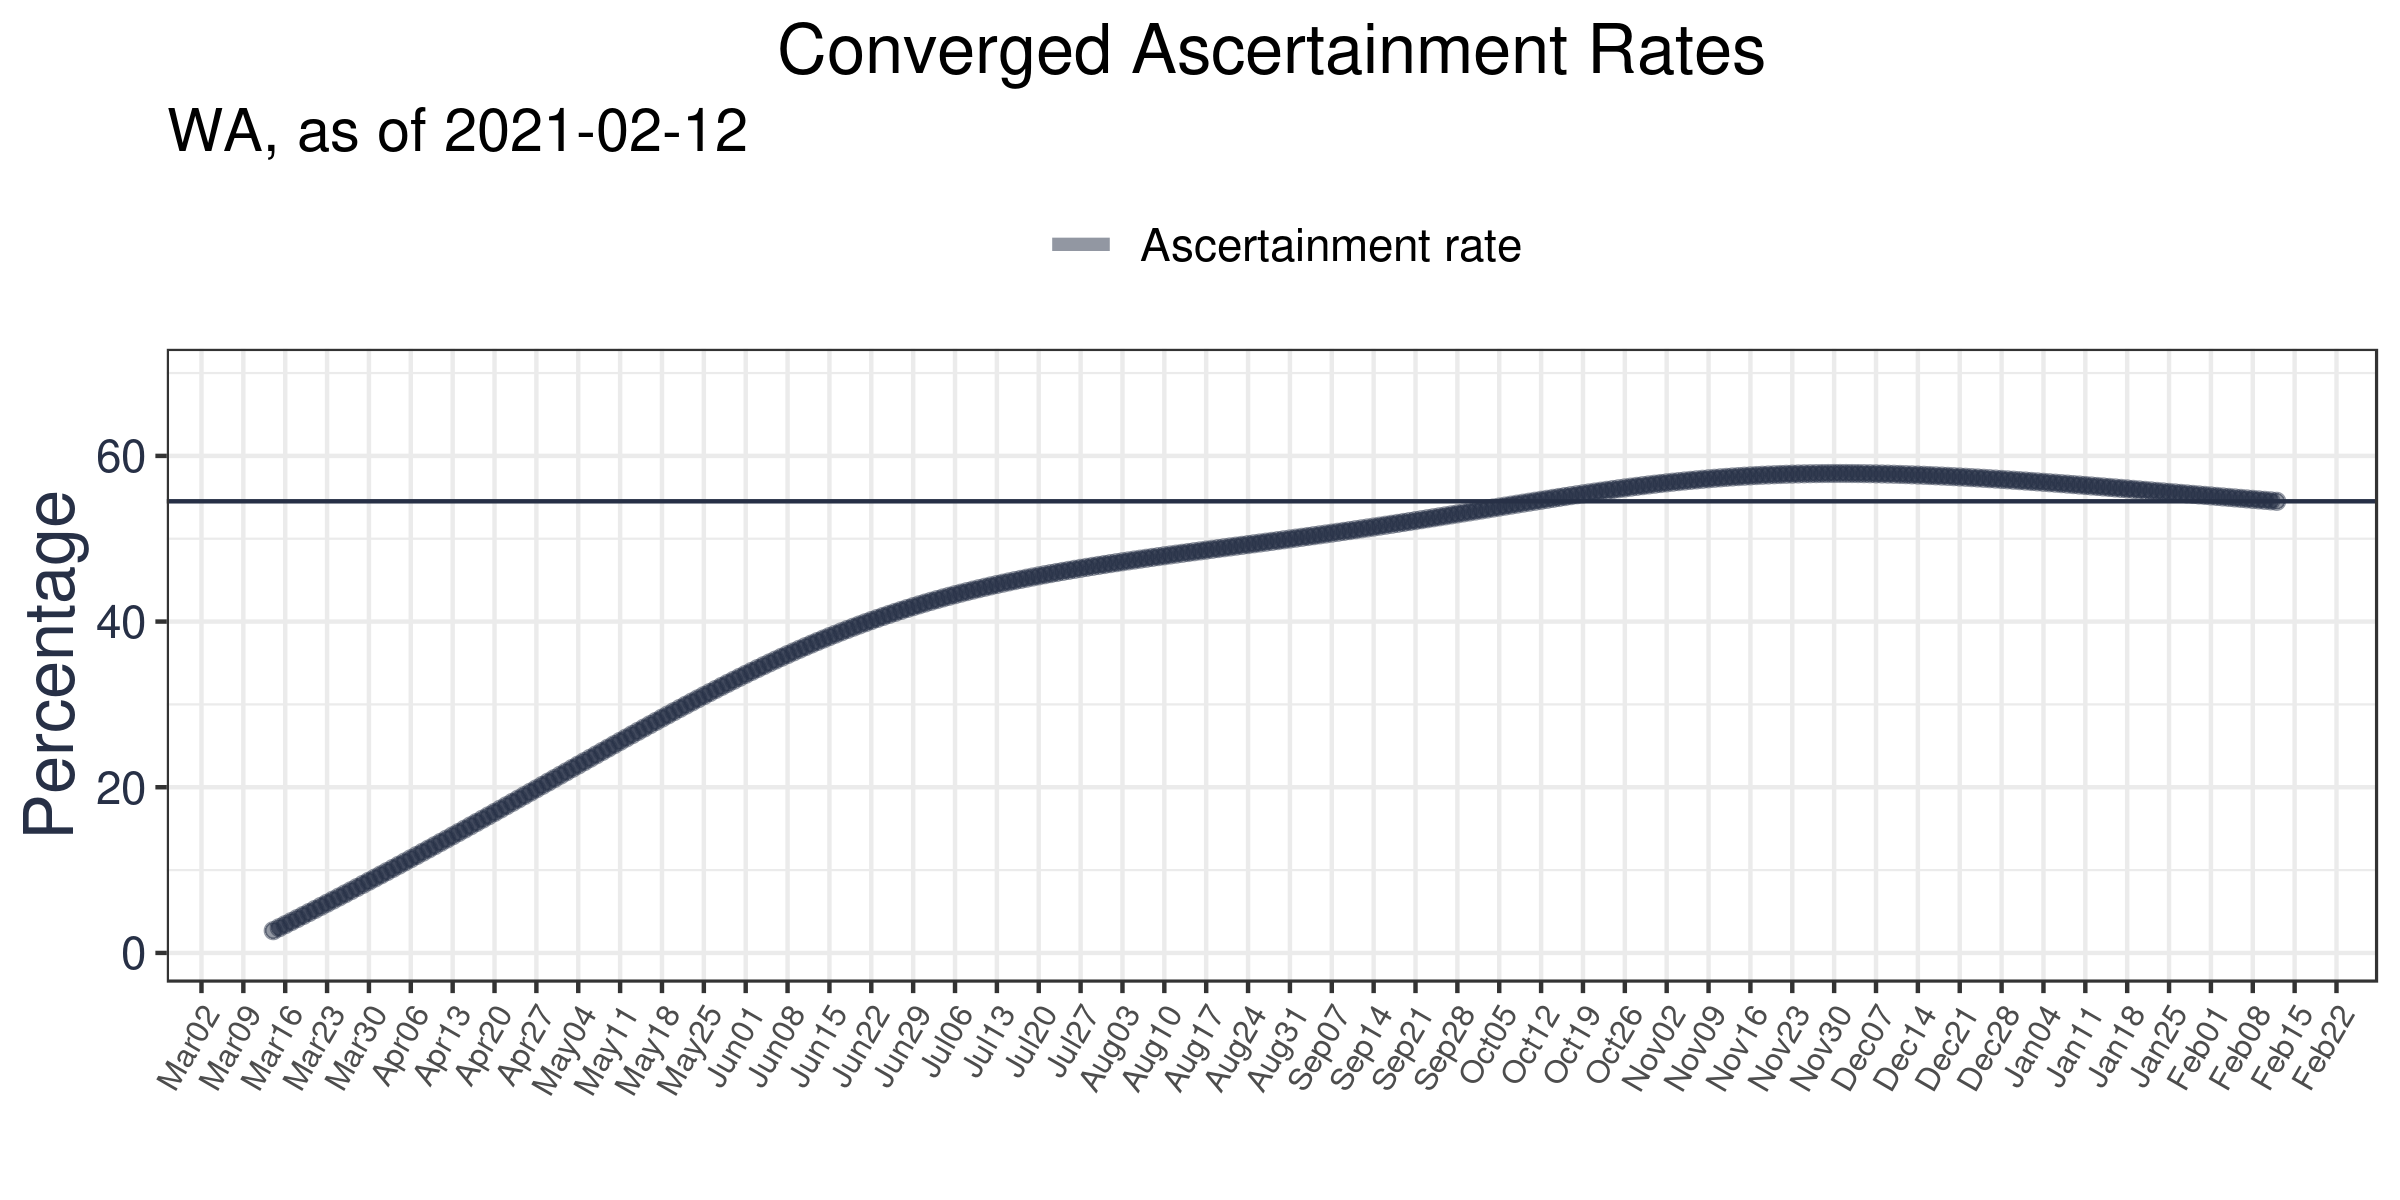 Converged Ascertainment Rates
WA, as of 2021-02-12
Ascertainment rate
Percentage
60
40
20
0
Mar02 Mar09 Mar16 Mar23 Mar30 Apr06 Apr13 Apr20 Apr27 May04 May11 May18 May25 Jun01 Jun08 Jun15 Jun22 Jun29 Jul06 Jul13 Jul20 Jul27 Aug03 Aug10 Aug17 Aug24 Aug31 Sep07 Sep14 Sep21 Sep28 Oct05 Oct12 Oct19 Oct26 Nov02 Nov09 Nov16 Nov23 Nov30 Dec07 Dec14 Dec21 Dec28 Jan04 Jan11 Jan18 Jan25 Feb01 Feb08 Feb15 Feb22